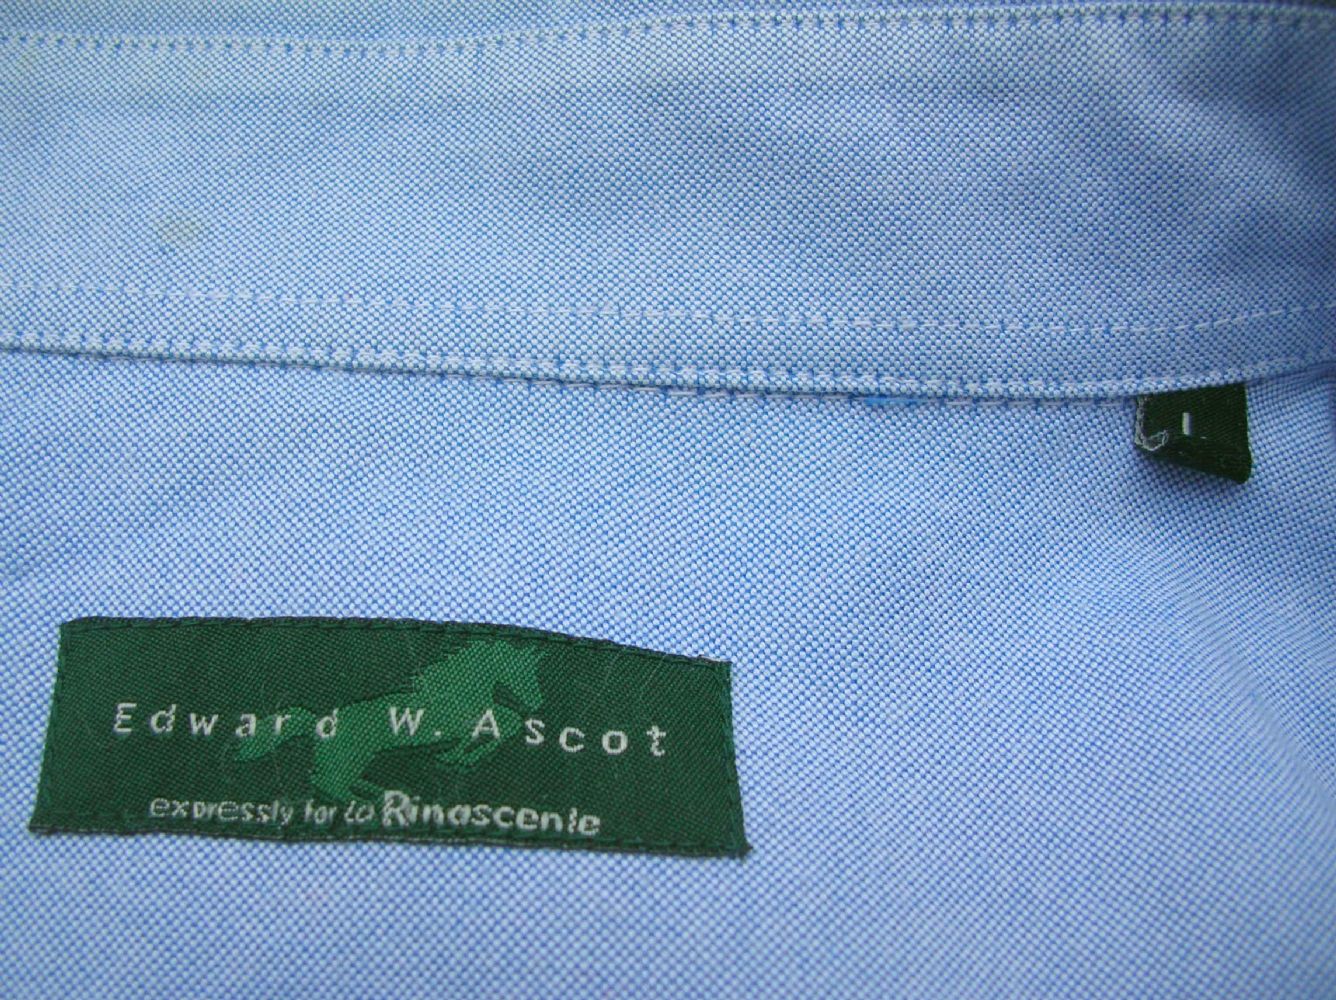 Edward W. Ascot
expressly for la Rinascente